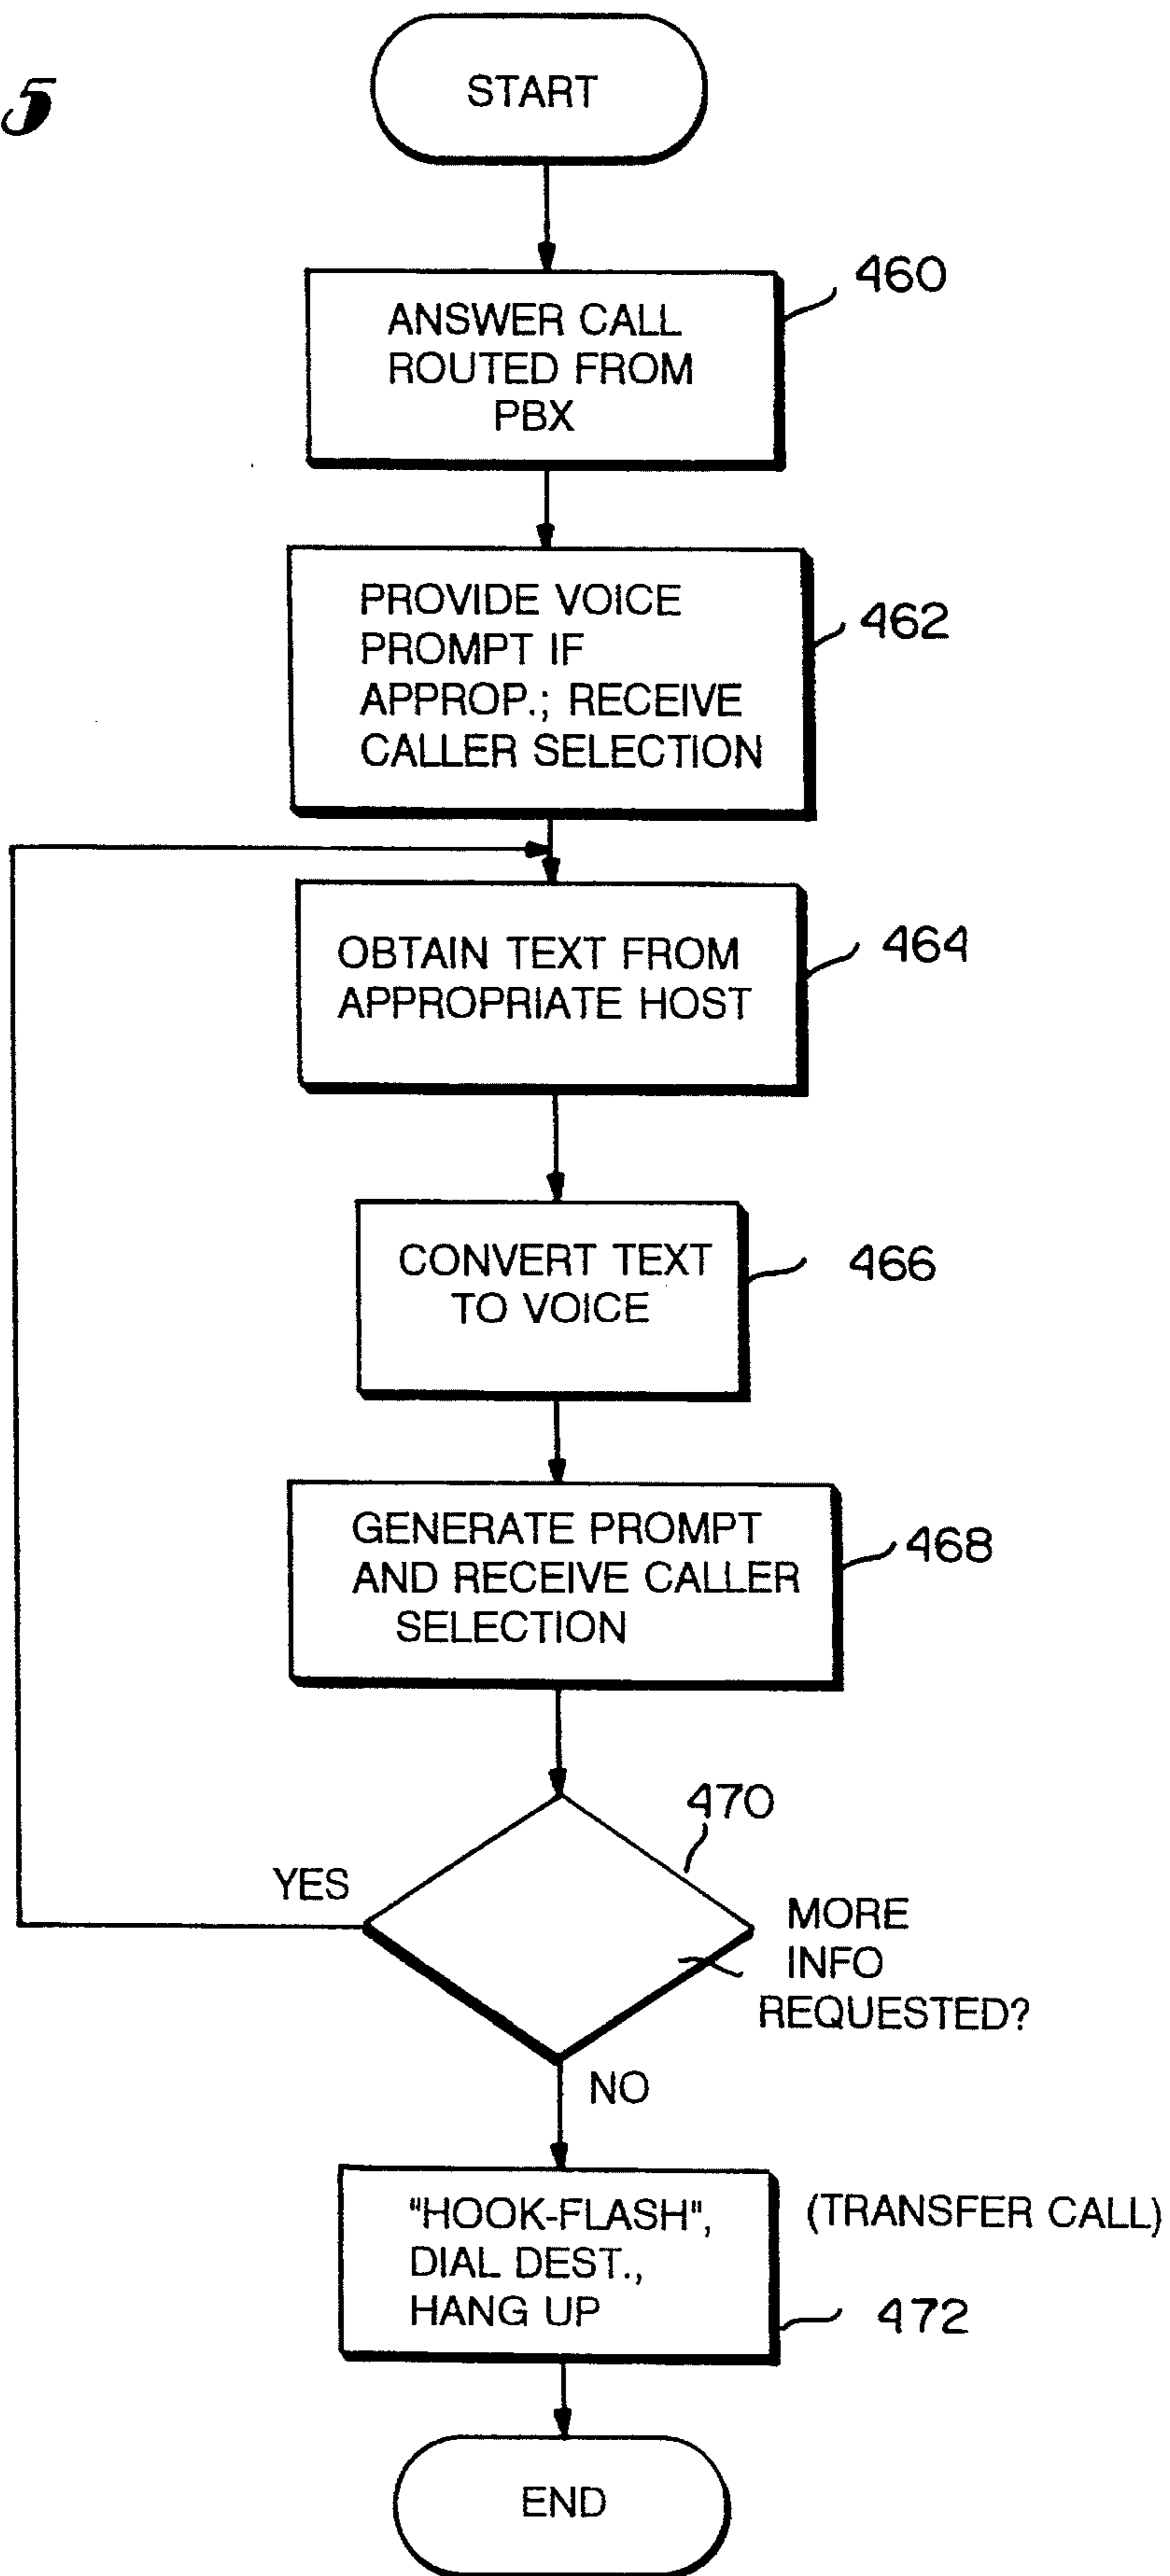 5
START
460
ANSWER CALL
ROUTED FROM
PBX
462
PROVIDE VOICE
PROMPT IF
APPROP.; RECEIVE
CALLER SELECTION
464
OBTAIN TEXT FROM
APPROPRIATE HOST
466
CONVERT TEXT
TO VOICE
468
GENERATE PROMPT
AND RECEIVE CALLER
SELECTION
470
YES
MORE
INFO
REQUESTED?
NO
"HOOK-FLASH",
DIAL DEST.,
HANG UP
(TRANSFER CALL)
472
END